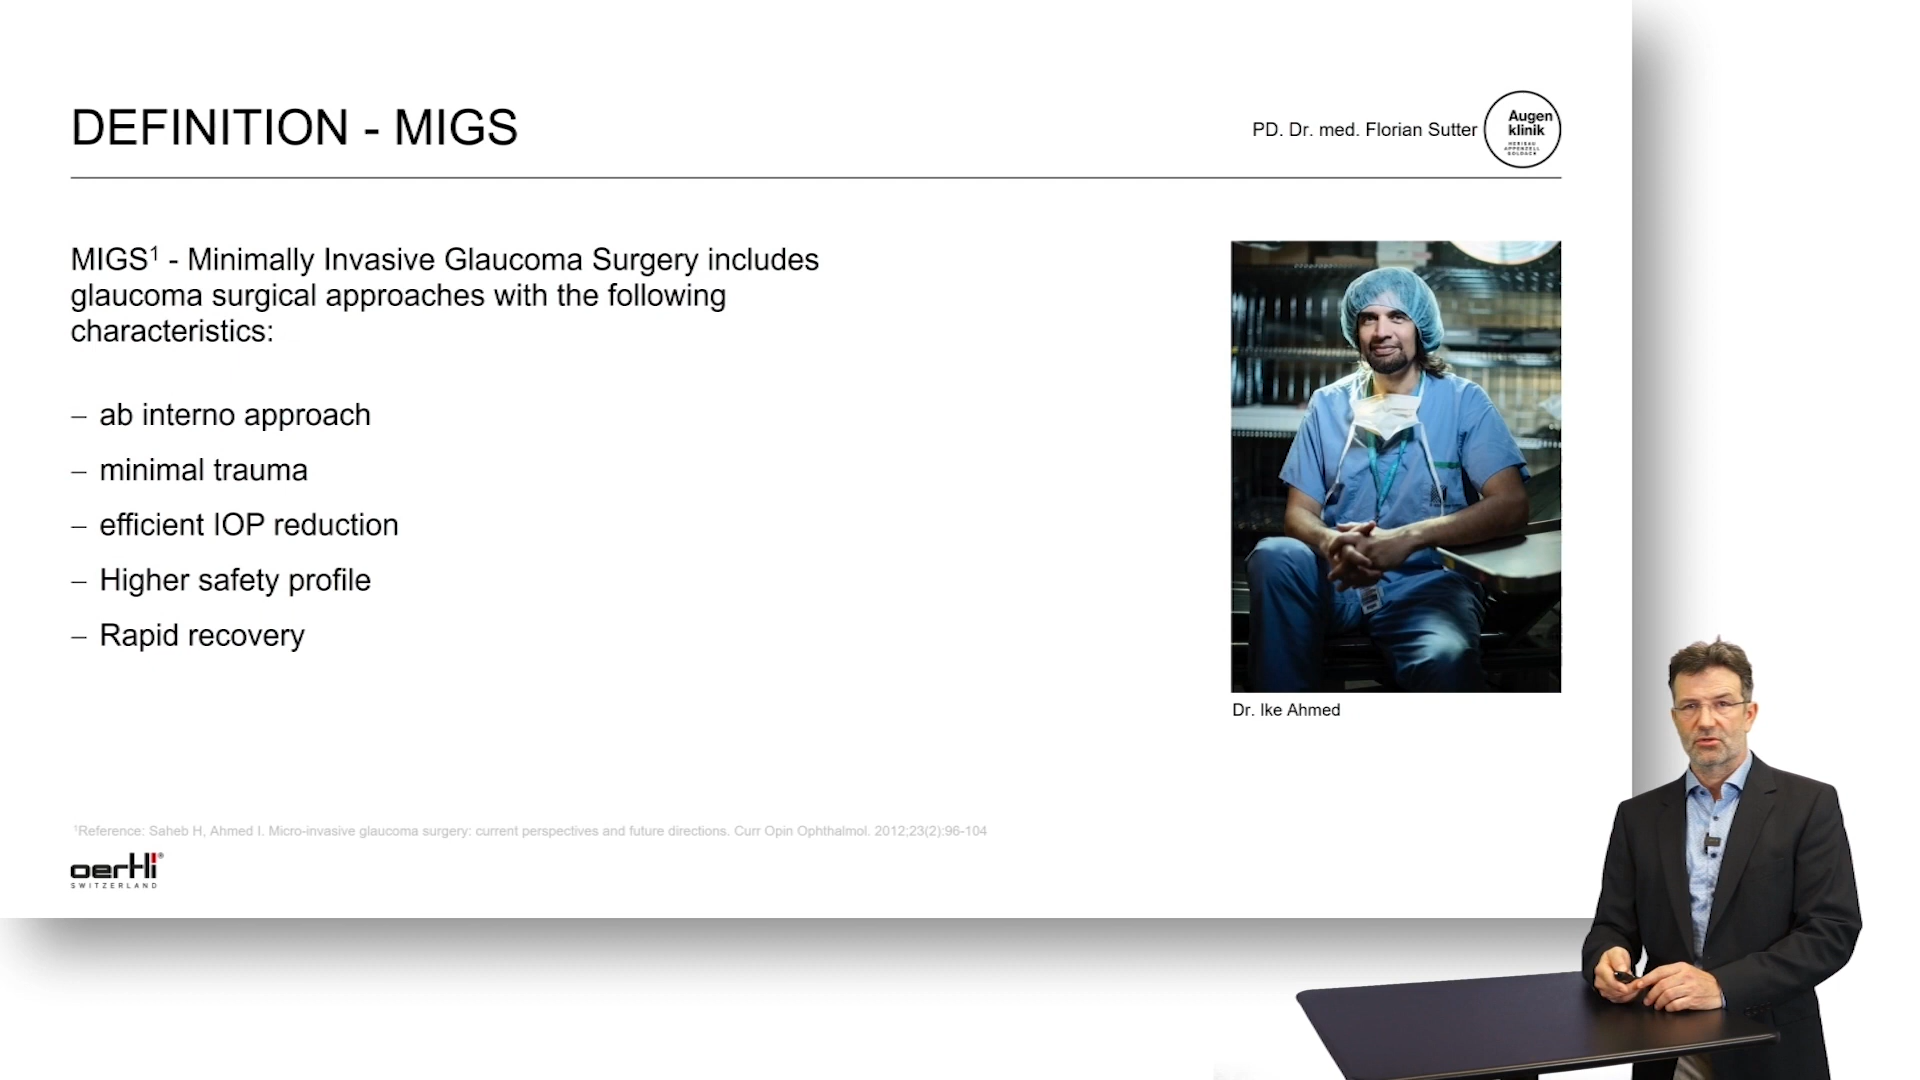 DEFINITION - MIGS
PD. Dr. med. Florian Sutter
Augen
klinik
HERISAU
APPENZELL
GOLDACH
MIGS¹ - Minimally Invasive Glaucoma Surgery includes
glaucoma surgical approaches with the following
characteristics:
– ab interno approach
– minimal trauma
– efficient IOP reduction
– Higher safety profile
– Rapid recovery
Dr. Ike Ahmed
¹Reference: Saheb H, Ahmed I. Micro-invasive glaucoma surgery: current perspectives and future directions. Curr Opin Ophthalmol. 2012;23(2):96-104
oertli®
SWITZERLAND